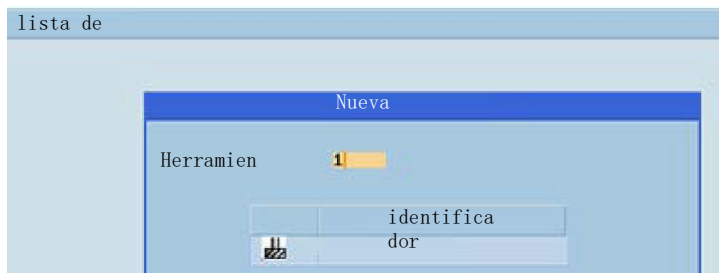 lista de
Nueva
Herramien 1
identifica
dor